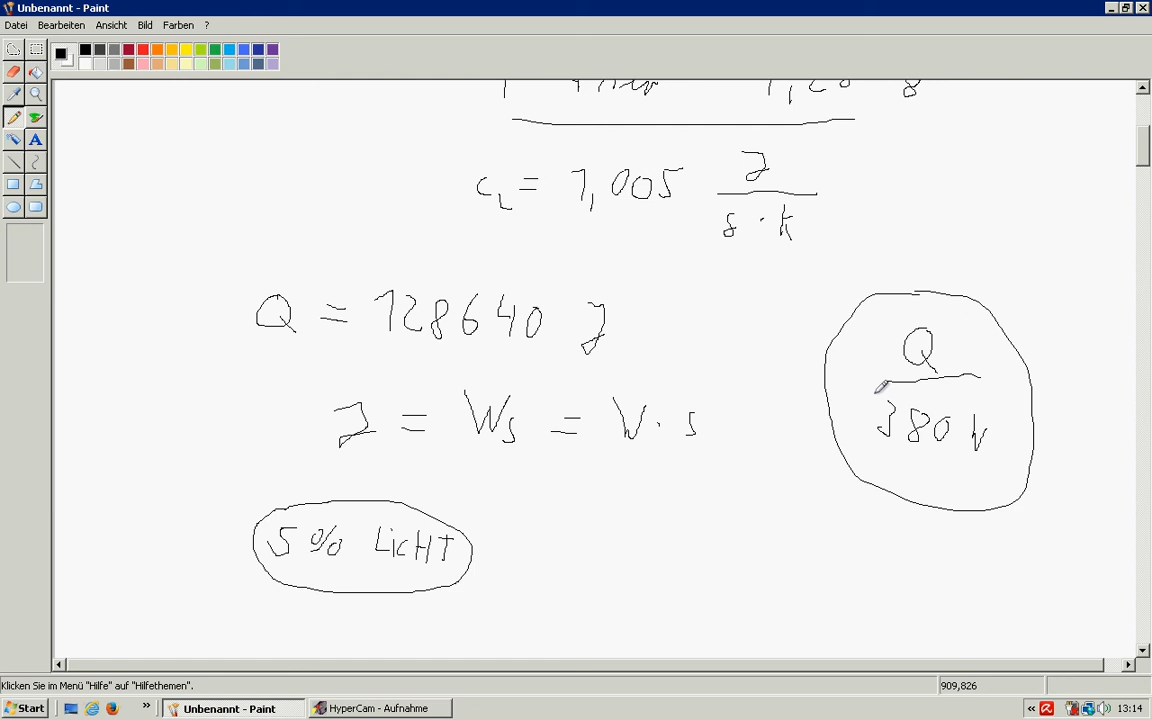 Unbenannt - Paint
Datei Bearbeiten Ansicht Bild Farben ?
c_L = 1,005 J
g · K
Q = 128640 J
Q
380 W
J = Ws = W · s
5% LiCHT
Klicken Sie im Menü "Hilfe" auf "Hilfethemen".
909,826
Start
»
Unbenannt - Paint
HyperCam - Aufnahme
«
13:14